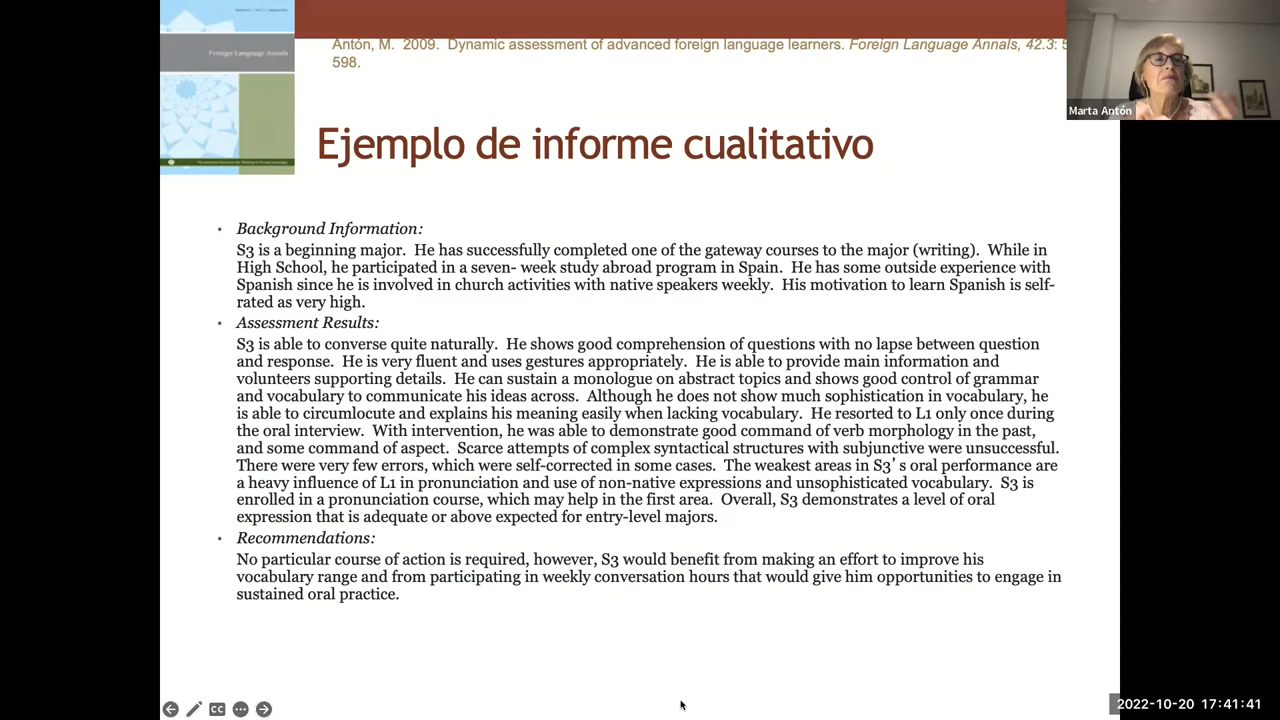 Foreign Language Annals
Antón, M. 2009. Dynamic assessment of advanced foreign language learners. Foreign Language Annals, 42.3: 5
598.
Marta Antón
Ejemplo de informe cualitativo
• Background Information:
S3 is a beginning major. He has successfully completed one of the gateway courses to the major (writing). While in
High School, he participated in a seven- week study abroad program in Spain. He has some outside experience with
Spanish since he is involved in church activities with native speakers weekly. His motivation to learn Spanish is self-
rated as very high.
• Assessment Results:
S3 is able to converse quite naturally. He shows good comprehension of questions with no lapse between question
and response. He is very fluent and uses gestures appropriately. He is able to provide main information and
volunteers supporting details. He can sustain a monologue on abstract topics and shows good control of grammar
and vocabulary to communicate his ideas across. Although he does not show much sophistication in vocabulary, he
is able to circumlocute and explains his meaning easily when lacking vocabulary. He resorted to L1 only once during
the oral interview. With intervention, he was able to demonstrate good command of verb morphology in the past,
and some command of aspect. Scarce attempts of complex syntactical structures with subjunctive were unsuccessful.
There were very few errors, which were self-corrected in some cases. The weakest areas in S3’ s oral performance are
a heavy influence of L1 in pronunciation and use of non-native expressions and unsophisticated vocabulary. S3 is
enrolled in a pronunciation course, which may help in the first area. Overall, S3 demonstrates a level of oral
expression that is adequate or above expected for entry-level majors.
• Recommendations:
No particular course of action is required, however, S3 would benefit from making an effort to improve his
vocabulary range and from participating in weekly conversation hours that would give him opportunities to engage in
sustained oral practice.
CC
2022-10-20 17:41:41